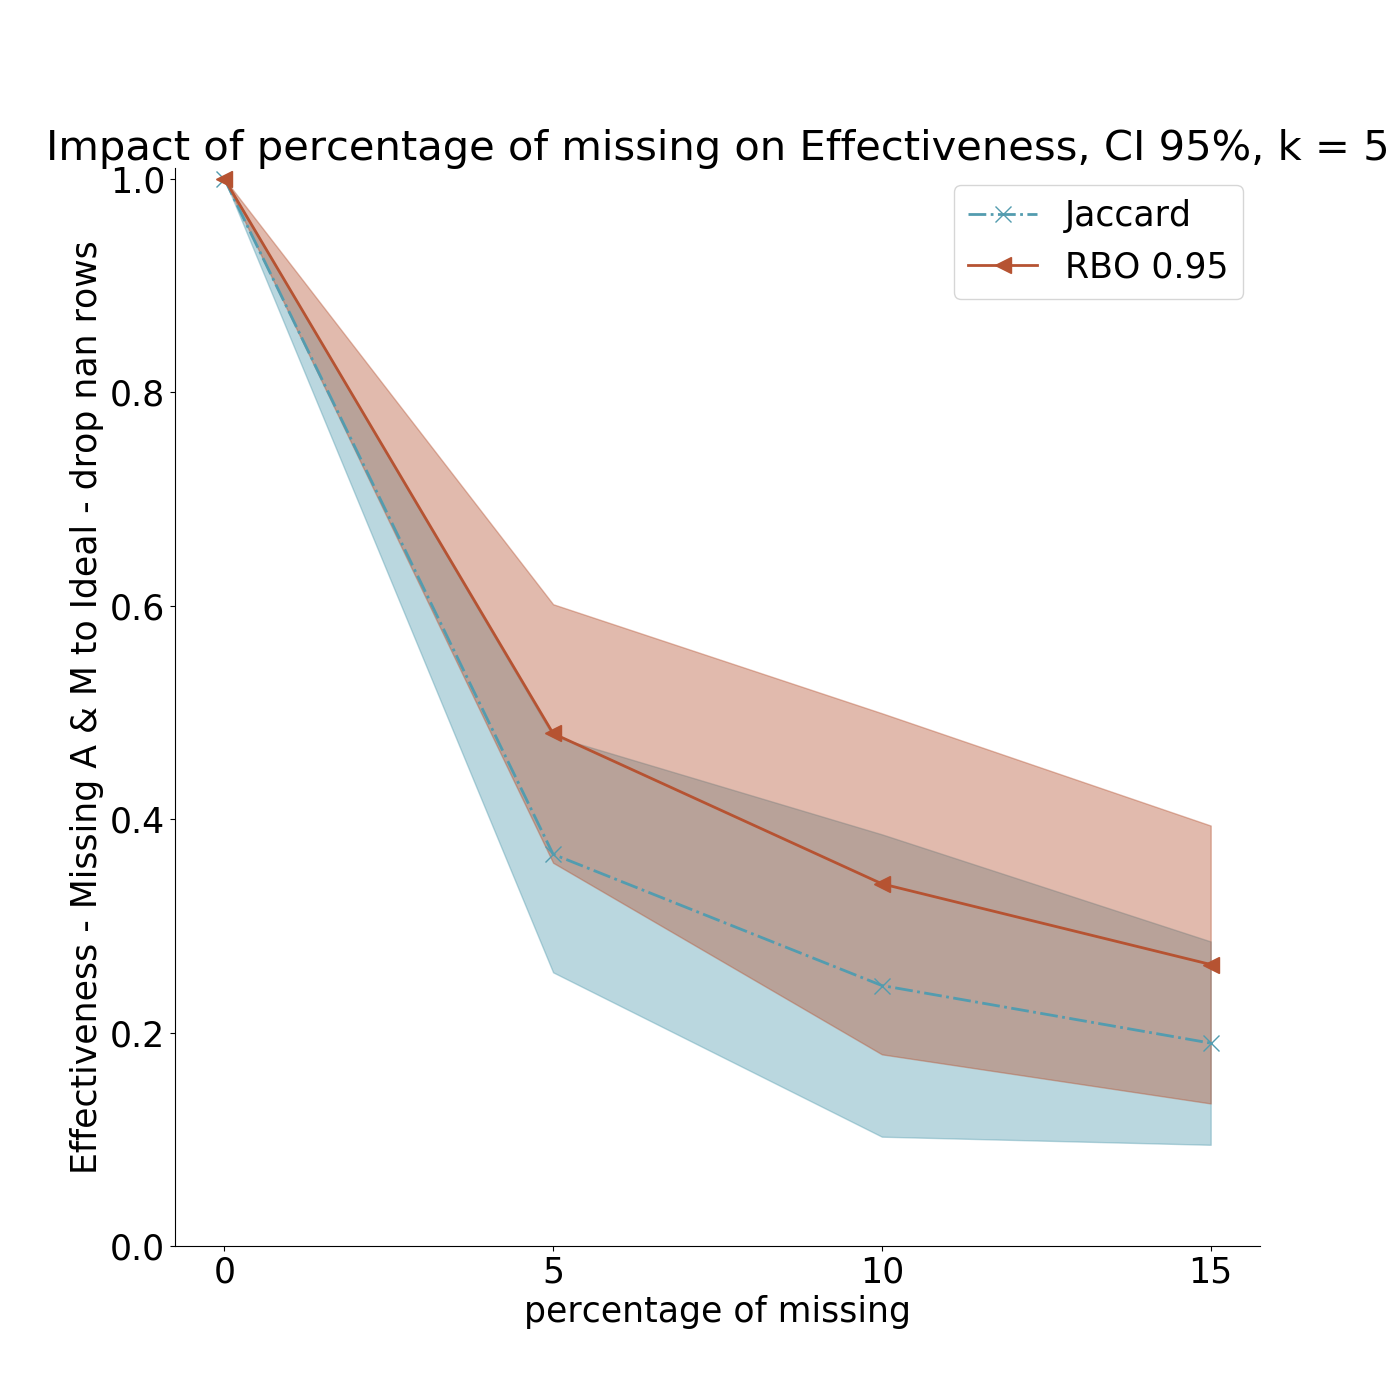 Impact of percentage of missing on Effectiveness, CI 95%, k = 5
Jaccard
RBO 0.95
Effectiveness - Missing A & M to Ideal - drop nan rows
1.0
0.8
0.6
0.4
0.2
0.0
0 5 10 15
percentage of missing